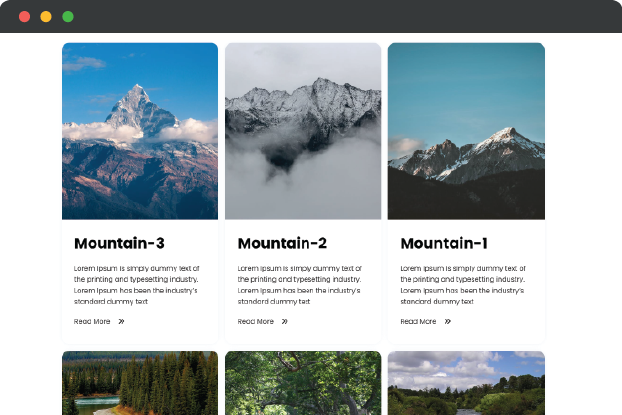 Mountain-3
Lorem Ipsum is simply dummy text of
the printing and typesetting industry.
Lorem Ipsum has been the industry's
standard dummy text
Read More »
Mountain-2
Lorem Ipsum is simply dummy text of
the printing and typesetting industry.
Lorem Ipsum has been the industry's
standard dummy text
Read More »
Mountain-1
Lorem Ipsum is simply dummy text of
the printing and typesetting industry.
Lorem Ipsum has been the industry's
standard dummy text
Read More »